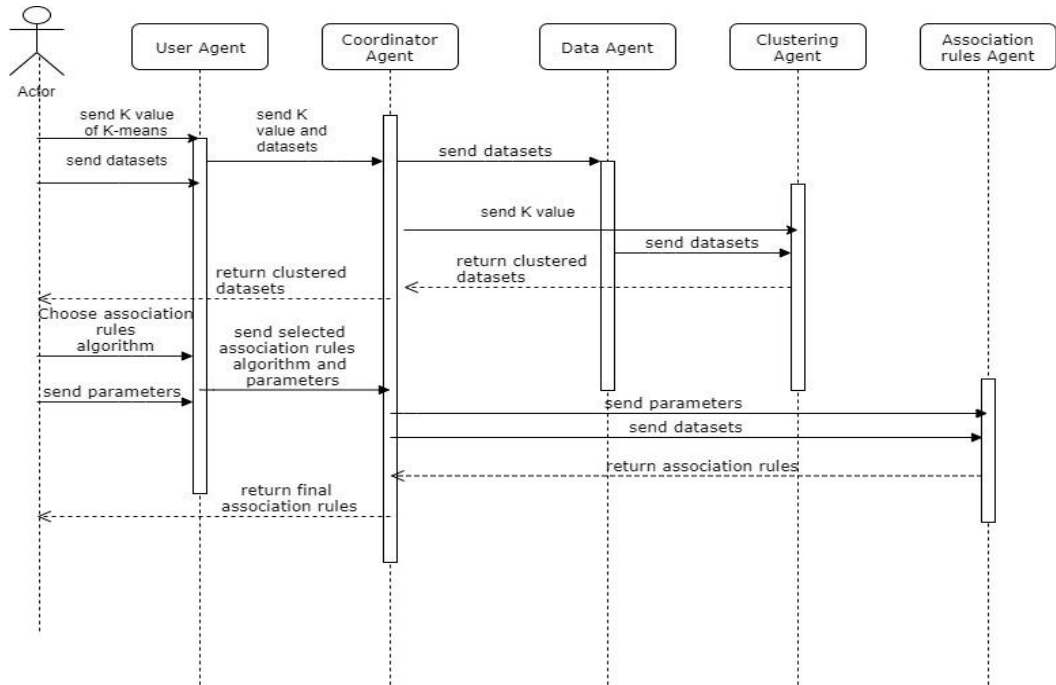 User Agent
Coordinator
Agent
Data Agent
Clustering
Agent
Association
rules Agent
Actor
send K value
of K-means
send K
value and
datasets
send datasets
send datasets
send K value
send datasets
return clustered
datasets
return clustered
datasets
Choose association
rules
algorithm
send selected
association rules
algorithm and
parameters
send parameters
send parameters
send datasets
return association rules
return final
association rules